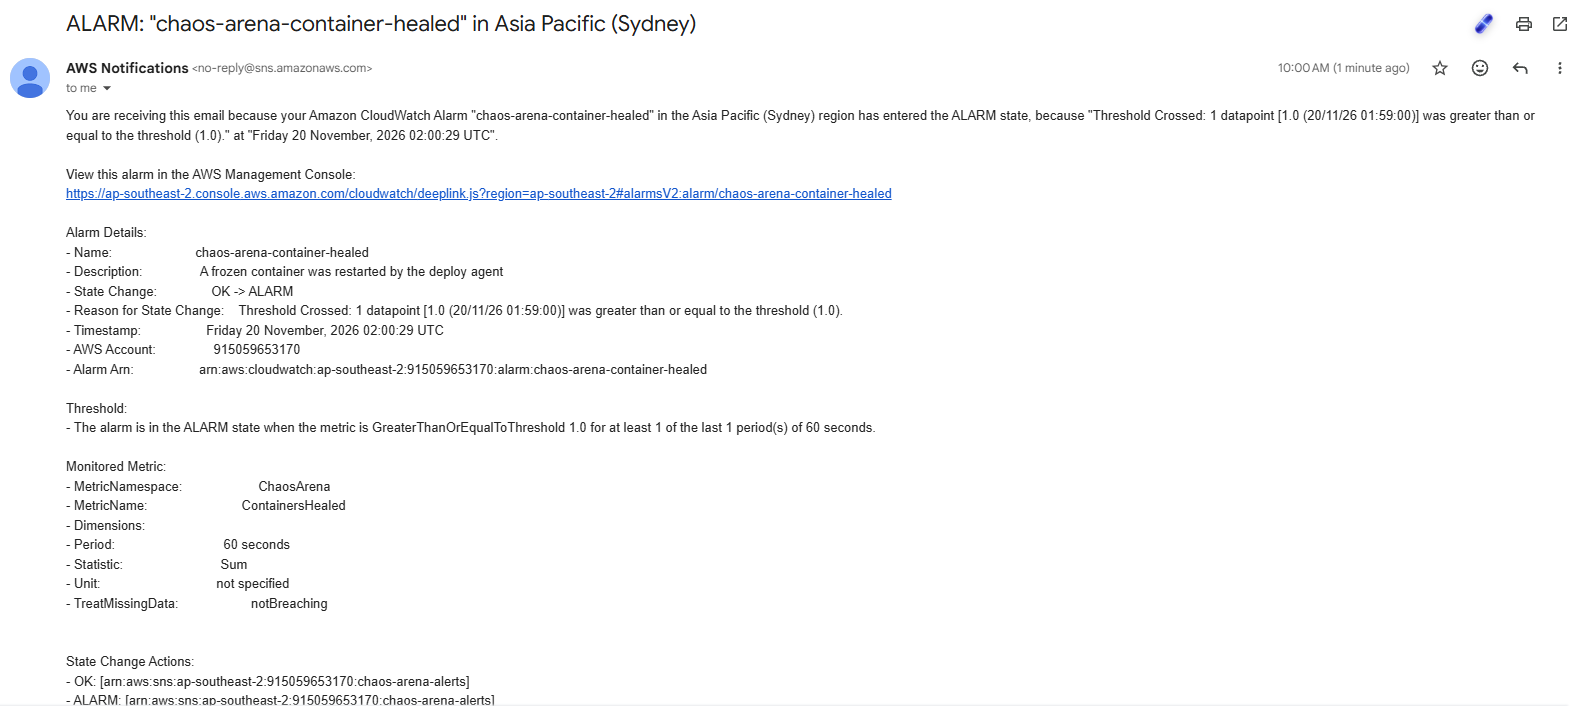 ALARM: "chaos-arena-container-healed" in Asia Pacific (Sydney)
AWS Notifications <no-reply@sns.amazonaws.com>
10:00 AM (1 minute ago)
to me
You are receiving this email because your Amazon CloudWatch Alarm "chaos-arena-container-healed" in the Asia Pacific (Sydney) region has entered the ALARM state, because "Threshold Crossed: 1 datapoint [1.0 (20/11/26 01:59:00)] was greater than or
equal to the threshold (1.0)." at "Friday 20 November, 2026 02:00:29 UTC".
View this alarm in the AWS Management Console:
https://ap-southeast-2.console.aws.amazon.com/cloudwatch/deeplink.js?region=ap-southeast-2#alarmsV2:alarm/chaos-arena-container-healed
Alarm Details:
- Name: chaos-arena-container-healed
- Description: A frozen container was restarted by the deploy agent
- State Change: OK -> ALARM
- Reason for State Change: Threshold Crossed: 1 datapoint [1.0 (20/11/26 01:59:00)] was greater than or equal to the threshold (1.0).
- Timestamp: Friday 20 November, 2026 02:00:29 UTC
- AWS Account: 915059653170
- Alarm Arn: arn:aws:cloudwatch:ap-southeast-2:915059653170:alarm:chaos-arena-container-healed
Threshold:
- The alarm is in the ALARM state when the metric is GreaterThanOrEqualToThreshold 1.0 for at least 1 of the last 1 period(s) of 60 seconds.
Monitored Metric:
- MetricNamespace: ChaosArena
- MetricName: ContainersHealed
- Dimensions:
- Period: 60 seconds
- Statistic: Sum
- Unit: not specified
- TreatMissingData: notBreaching
State Change Actions:
- OK: [arn:aws:sns:ap-southeast-2:915059653170:chaos-arena-alerts]
- ALARM: [arn:aws:sns:ap-southeast-2:915059653170:chaos-arena-alerts]